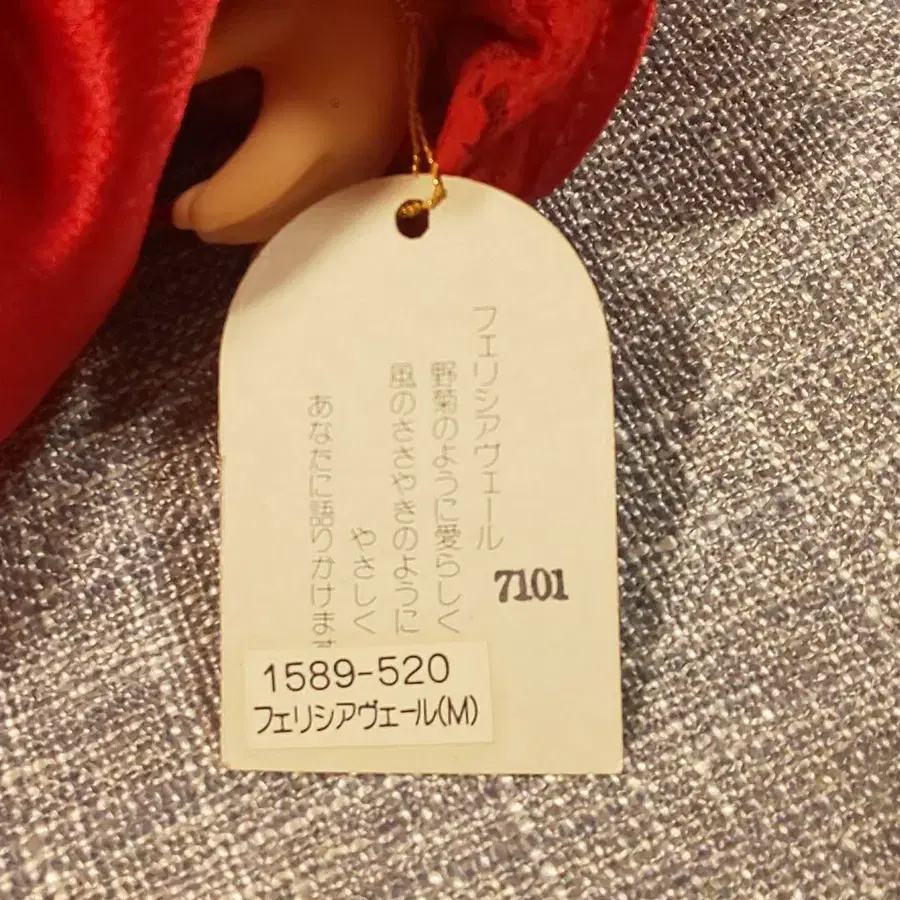 フェリシアヴェール
野菊のように愛らしく
風のささやきのように
やさしく
あなたに語りかけます
7101
1589-520
フェリシアヴェール(M)